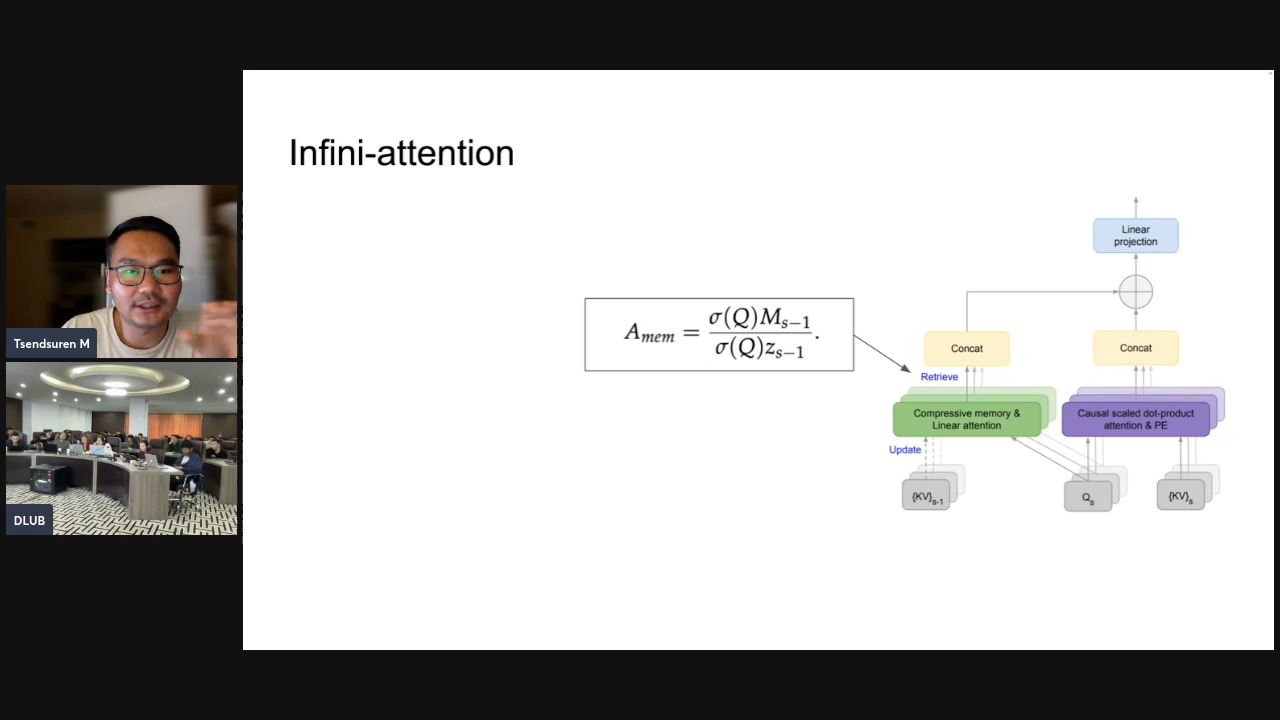 Infini-attention
Tsendsuren M
DLUB
A_mem = σ(Q)M_{s−1} / σ(Q)z_{s−1} .
Linear
projection
Concat
Concat
Retrieve
Compressive memory &
Linear attention
Causal scaled dot-product
attention & PE
Update
{KV}_{s-1}
Q_s
{KV}_s